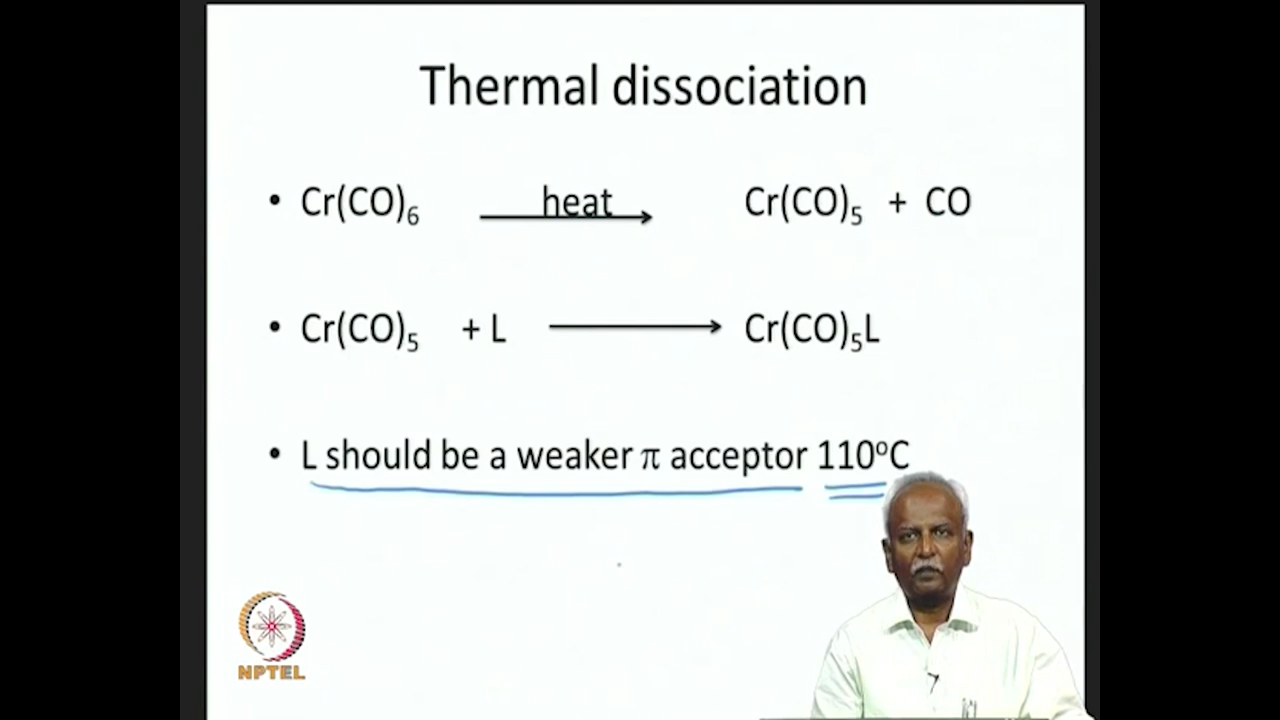 Thermal dissociation
• Cr(CO)₆ heat Cr(CO)₅ + CO
• Cr(CO)₅ + L Cr(CO)₅L
• L should be a weaker π acceptor 110ºC
NPTEL